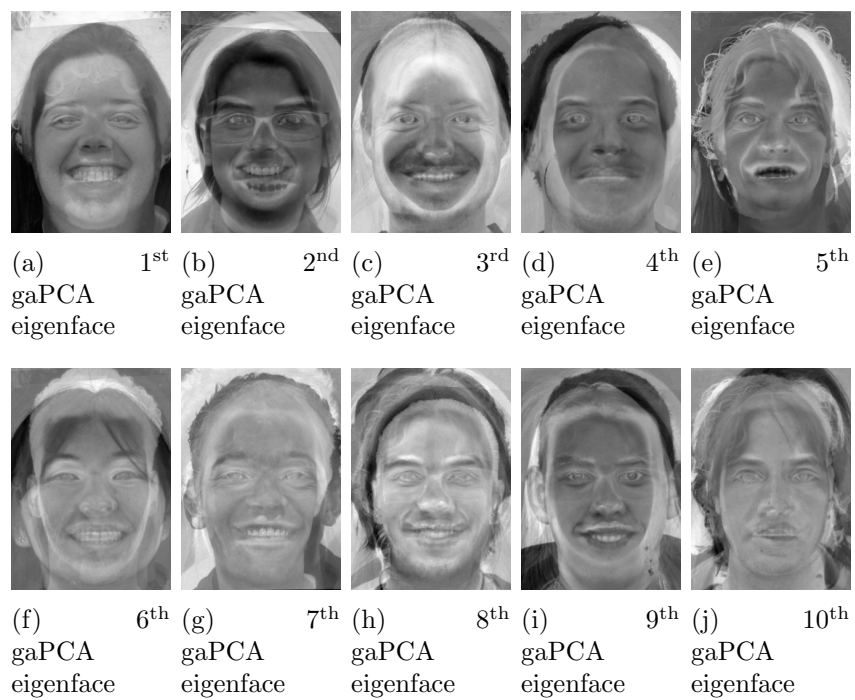 (a) 1st (b) 2nd (c) 3rd (d) 4th (e) 5th
gaPCA gaPCA gaPCA gaPCA gaPCA
eigenface eigenface eigenface eigenface eigenface
(f) 6th (g) 7th (h) 8th (i) 9th (j) 10th
gaPCA gaPCA gaPCA gaPCA gaPCA
eigenface eigenface eigenface eigenface eigenface